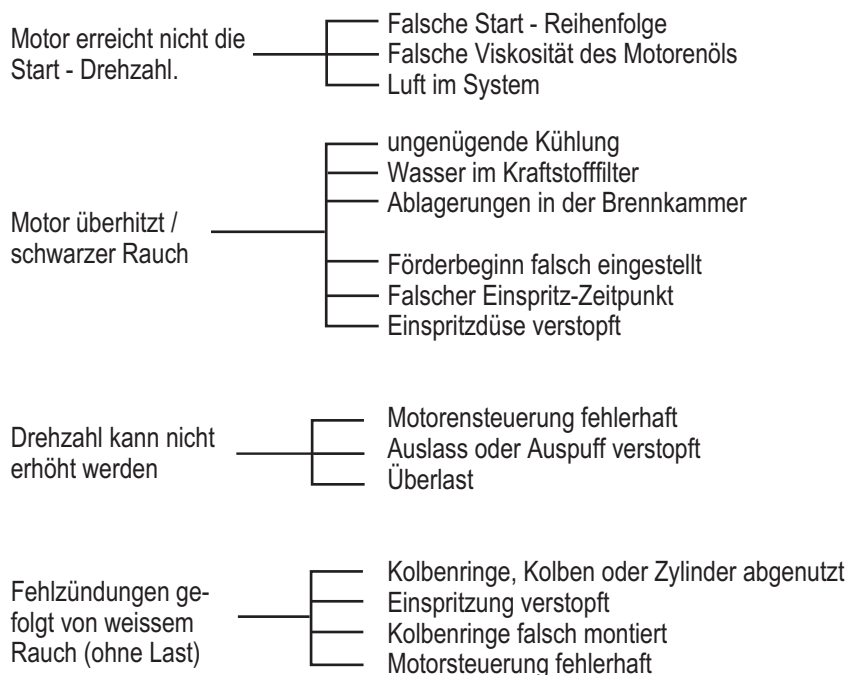 Motor erreicht nicht die
Start - Drehzahl.
Falsche Start - Reihenfolge
Falsche Viskosität des Motorenöls
Luft im System
Motor überhitzt /
schwarzer Rauch
ungenügende Kühlung
Wasser im Kraftstofffilter
Ablagerungen in der Brennkammer
Förderbeginn falsch eingestellt
Falscher Einspritz-Zeitpunkt
Einspritzdüse verstopft
Drehzahl kann nicht
erhöht werden
Motorensteuerung fehlerhaft
Auslass oder Auspuff verstopft
Überlast
Fehlzündungen ge-
folgt von weissem
Rauch (ohne Last)
Kolbenringe, Kolben oder Zylinder abgenutzt
Einspritzung verstopft
Kolbenringe falsch montiert
Motorsteuerung fehlerhaft